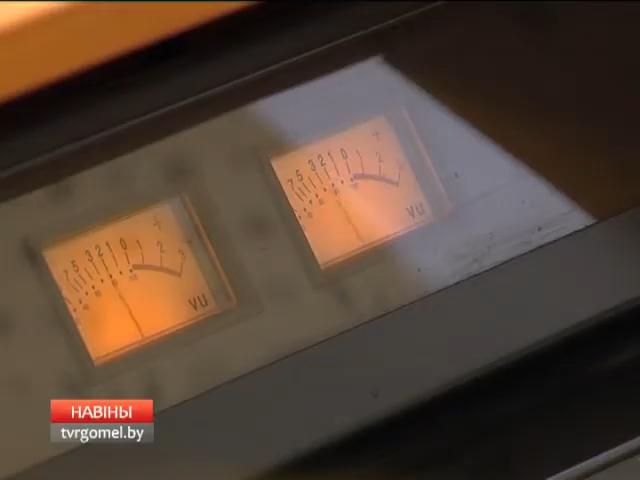 7 5 3 2 1 0 1 2
+
VU
7 5 3 2 1 0 1 2 3
+
VU
НАВІНЫ
tvrgomel.by